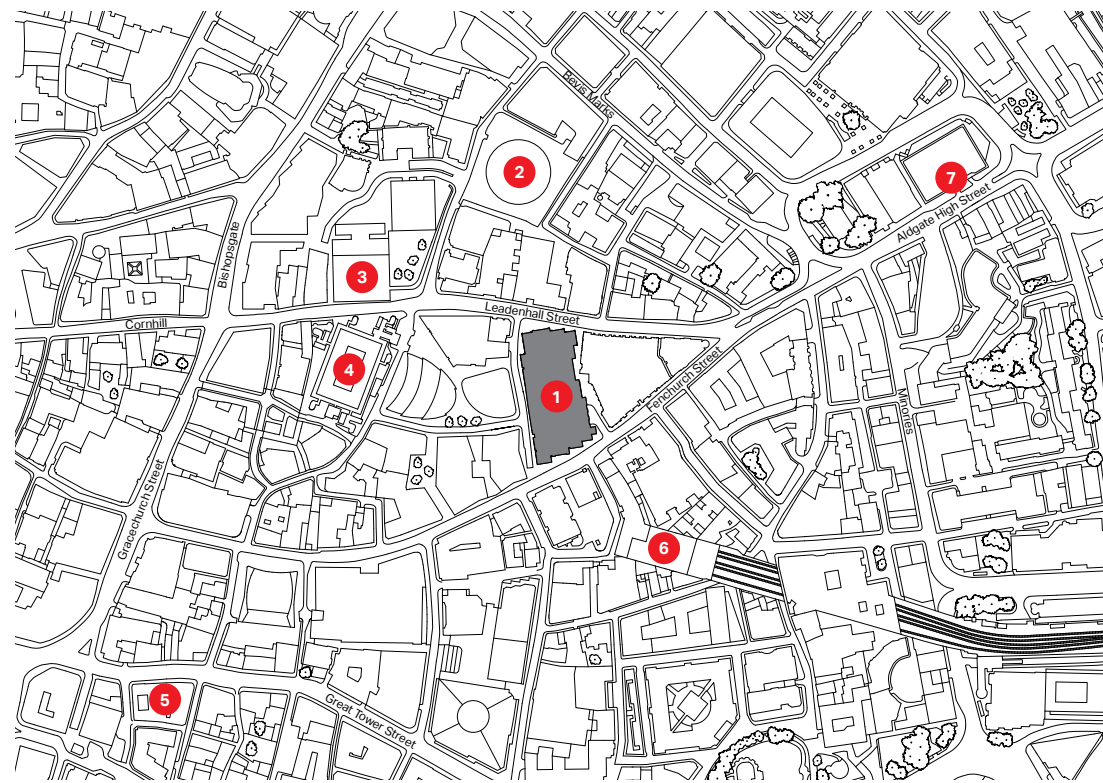 Bevis Marks
2
7
Aldgate High Street
Bishopsgate
3
Leadenhall Street
Cornhill
4
Fenchurch Street
1
Minories
Gracechurch Street
6
5
Great Tower Street